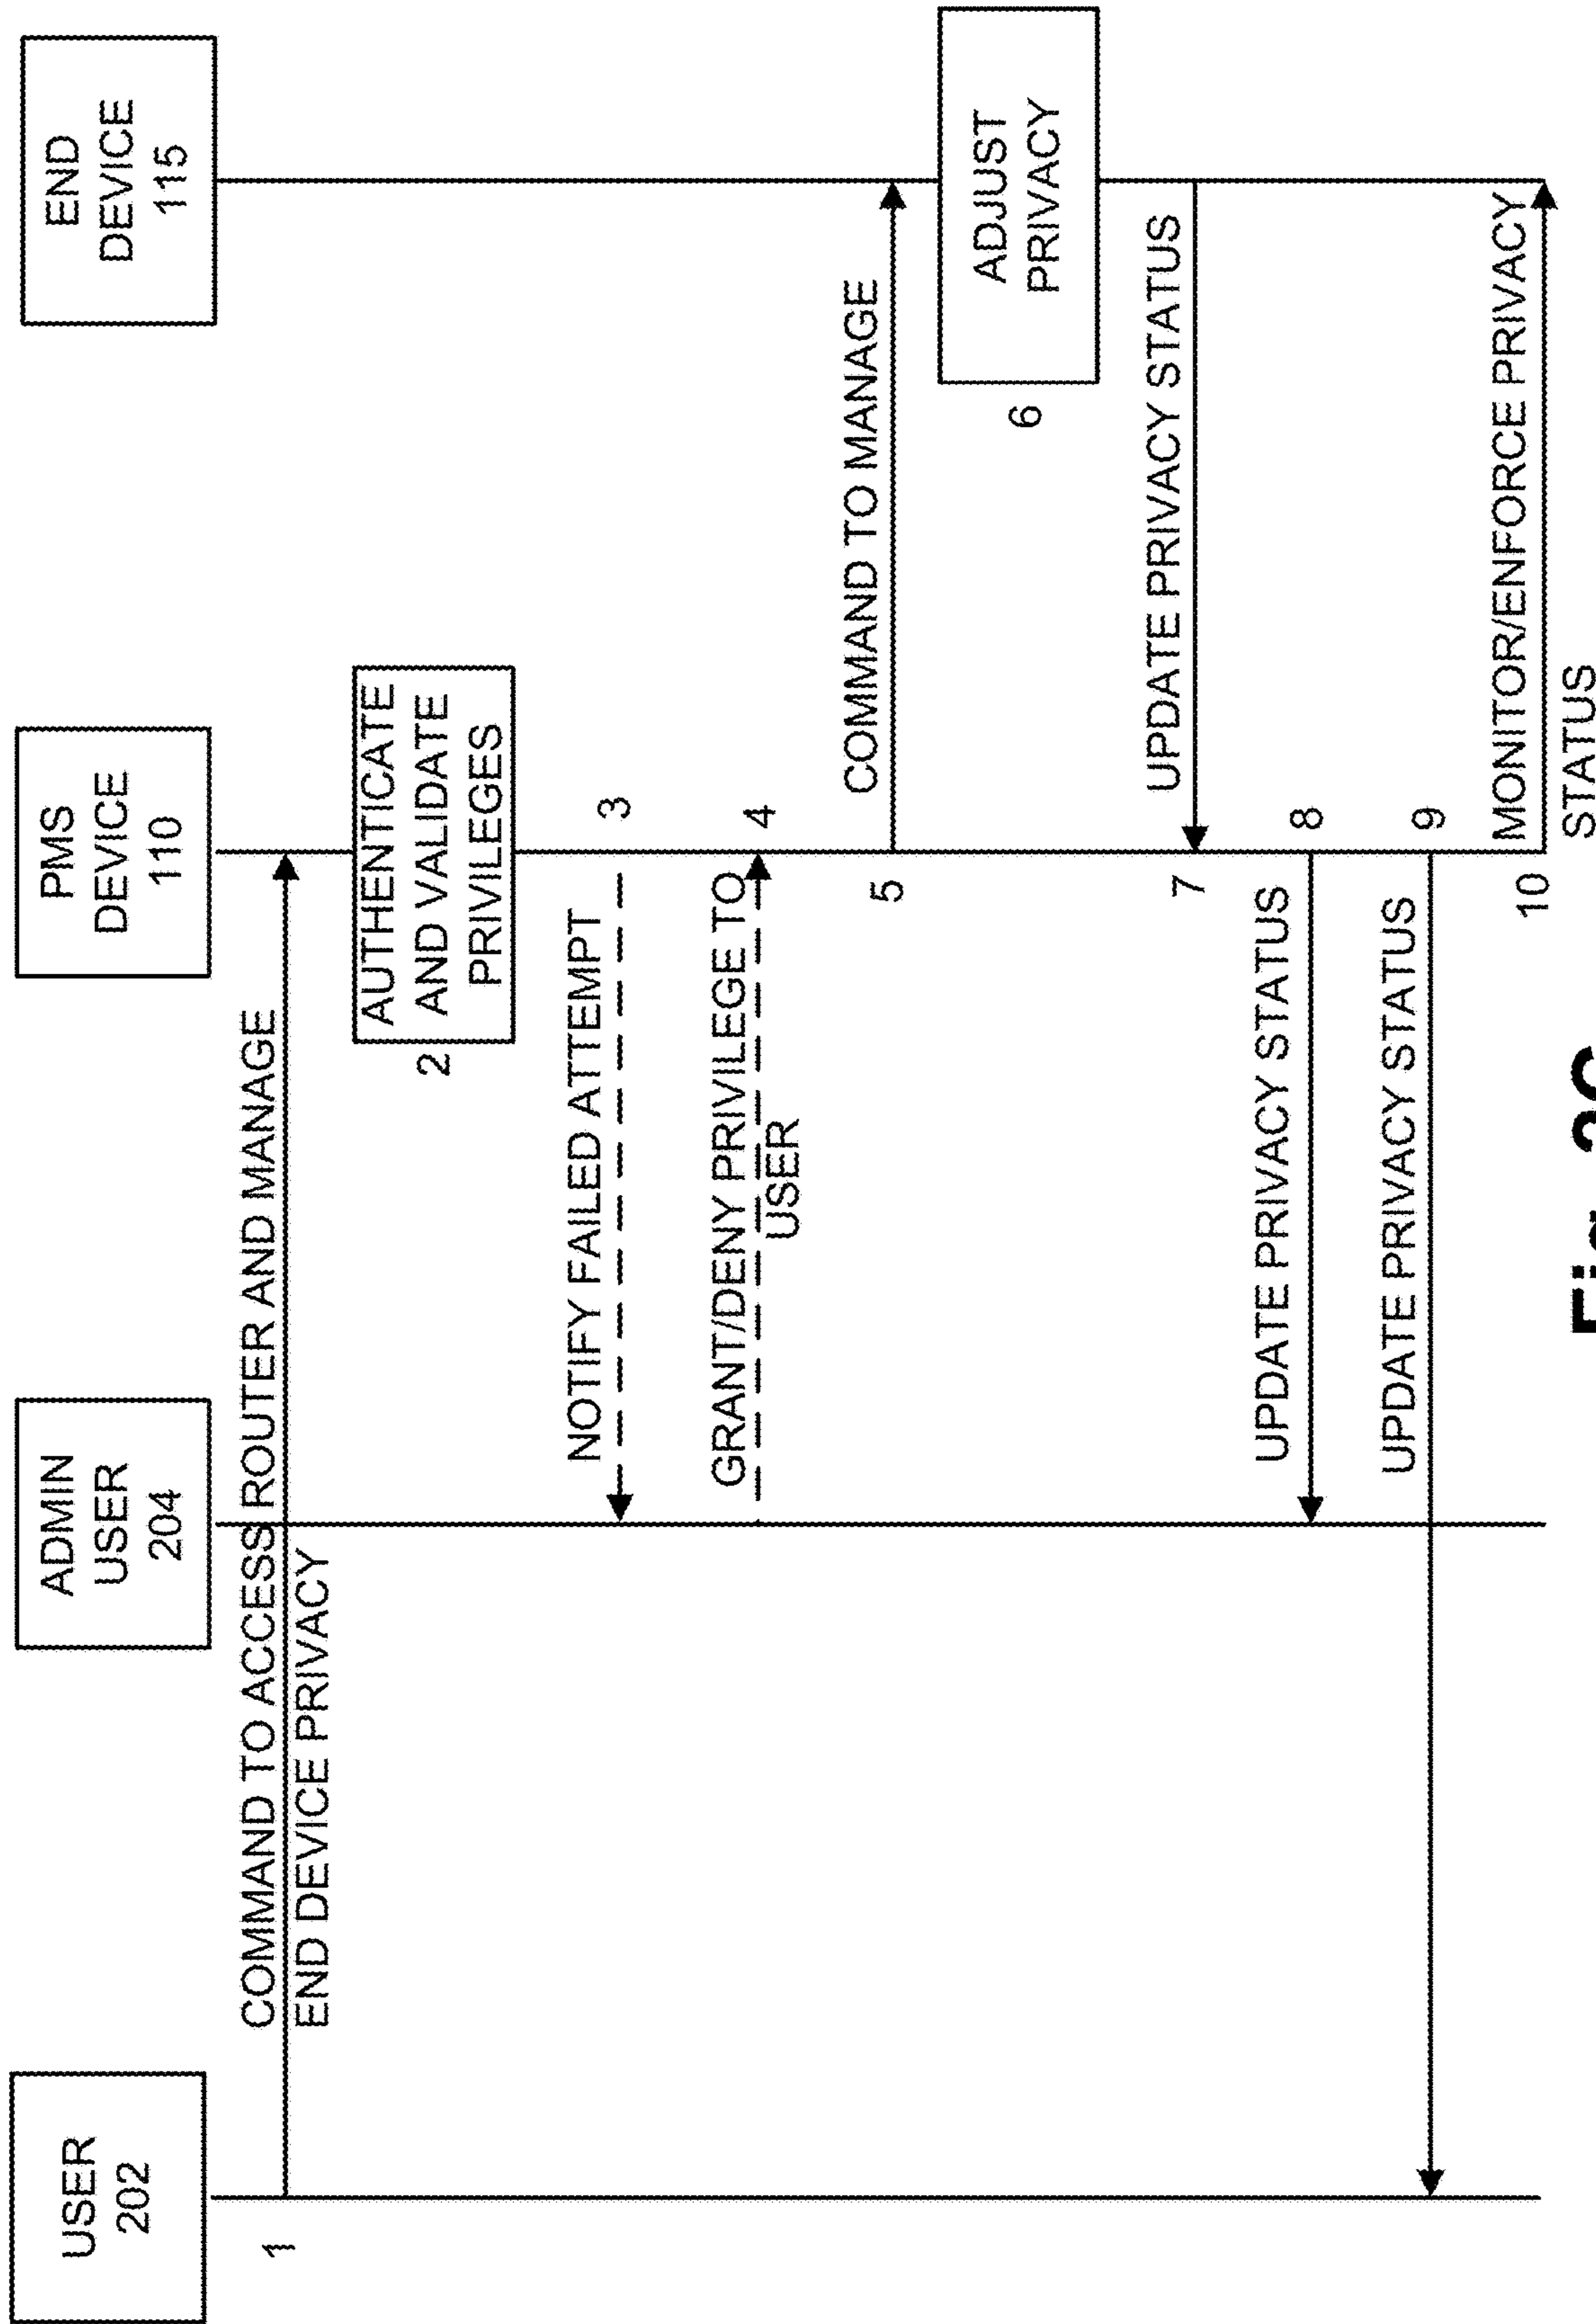 USER
202
ADMIN
USER
204
PMS
DEVICE
110
END
DEVICE
115
1
COMMAND TO ACCESS ROUTER AND MANAGE
END DEVICE PRIVACY
2
AUTHENTICATE
AND VALIDATE
PRIVILEGES
NOTIFY FAILED ATTEMPT
3
GRANT/DENY PRIVILEGE TO
USER
4
5
COMMAND TO MANAGE
6
ADJUST
PRIVACY
7
UPDATE PRIVACY STATUS
UPDATE PRIVACY STATUS
8
UPDATE PRIVACY STATUS
9
10
MONITOR/ENFORCE PRIVACY
STATUS